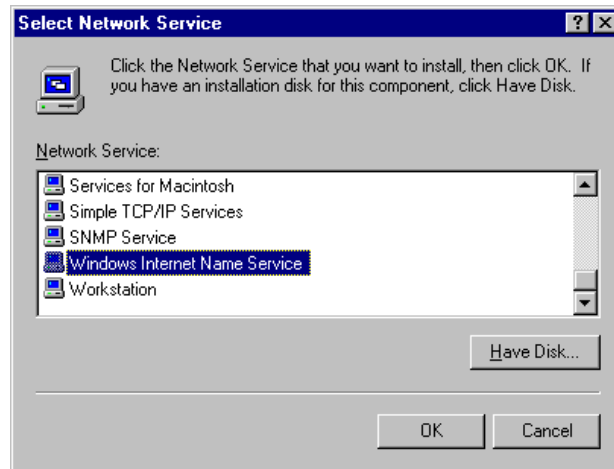 Select Network Service
Click the Network Service that you want to install, then click OK. If
you have an installation disk for this component, click Have Disk.
Network Service:
Services for Macintosh
Simple TCP/IP Services
SNMP Service
Windows Internet Name Service
Workstation
Have Disk...
OK Cancel